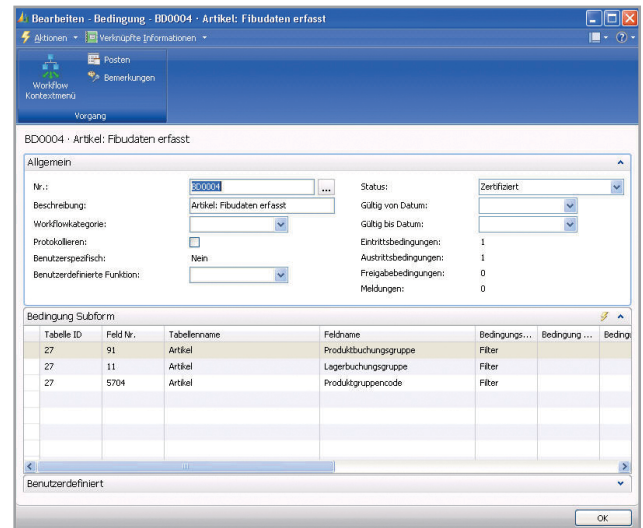 Bearbeiten - Bedingung - BD0004 · Artikel: Fibudaten erfasst
Aktionen Verknüpfte Informationen
Workflow Kontextmenü
Posten
Bemerkungen
Vorgang
BD0004 · Artikel: Fibudaten erfasst
Allgemein
Nr.: BD0004 ... Status: Zertifiziert
Beschreibung: Artikel: Fibudaten erfasst Gültig von Datum:
Workflowkategorie: Gültig bis Datum:
Protokollieren: Eintrittsbedingungen: 1
Benutzerspezifisch: Nein Austrittsbedingungen: 1
Benutzerdefinierte Funktion: Freigabebedingungen: 0
Meldungen: 0
Bedingung Subform
Tabelle ID Feld Nr. Tabellenname Feldname Bedingungs... Bedingung ... Beding
27 91 Artikel Produktbuchungsgruppe Filter
27 11 Artikel Lagerbuchungsgruppe Filter
27 5704 Artikel Produktgruppencode Filter
Benutzerdefiniert
OK